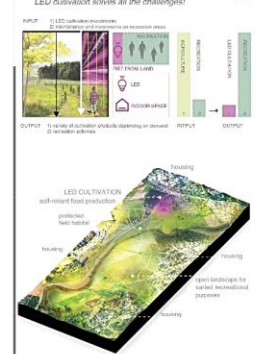 LED cultivation solves all the challenges!
INPUT
1) LED cultivation investments
2) maintenance and investments on recreation areas
RECREATION
FREE FROM LAND
LED
INDOOR SPACE
AGRICULTURE
RECREATION
LED CULTIVATION
RECREATION
OUTPUT
1) variety of cultivation products depending on demand
2) recreation activities
OUTPUT
housing
LED CULTIVATION
self-reliant food production
protected
field habitat
housing
housing
open landscape for
varied recreational
purposes
housing